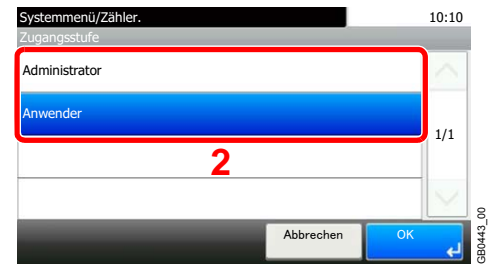 Systemmenü/Zähler. 10:10
Zugangsstufe
Administrator
Anwender
1/1
2
Abbrechen OK
GB0443_00